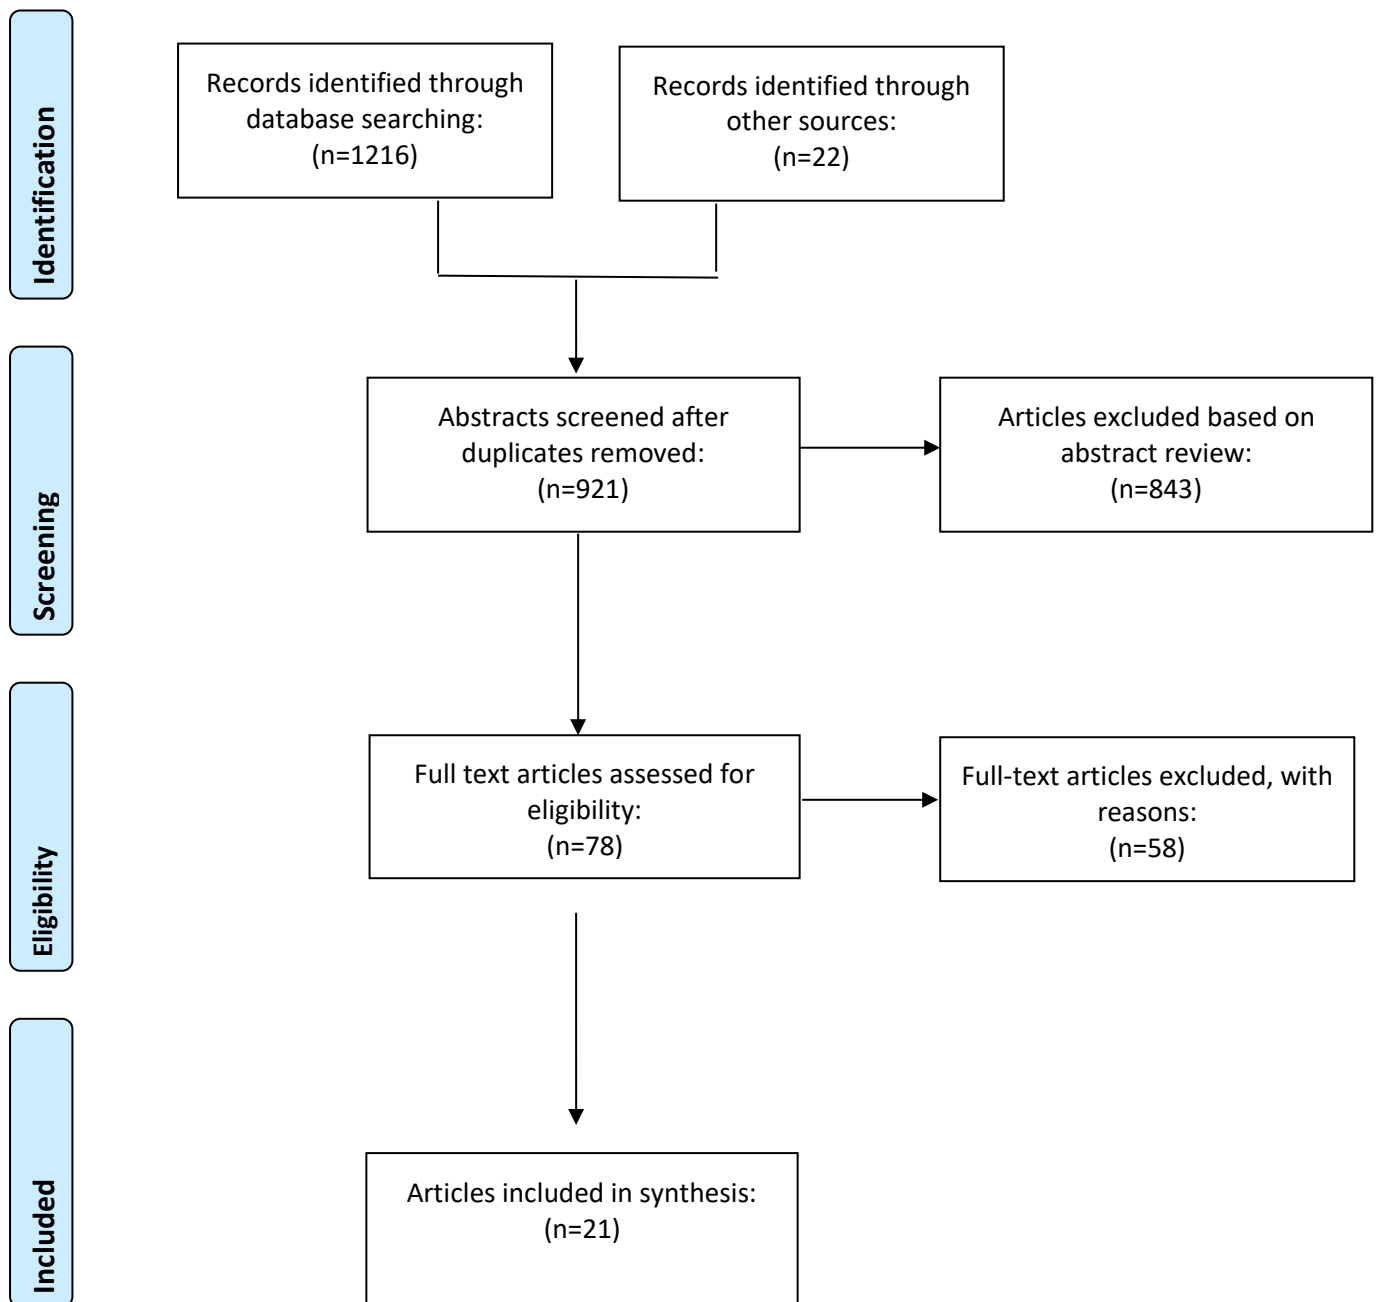 Identification
Records identified through
database searching:
(n=1216)
Records identified through
other sources:
(n=22)
Screening
Abstracts screened after
duplicates removed:
(n=921)
Articles excluded based on
abstract review:
(n=843)
Eligibility
Full text articles assessed for
eligibility:
(n=78)
Full-text articles excluded, with
reasons:
(n=58)
Included
Articles included in synthesis:
(n=21)